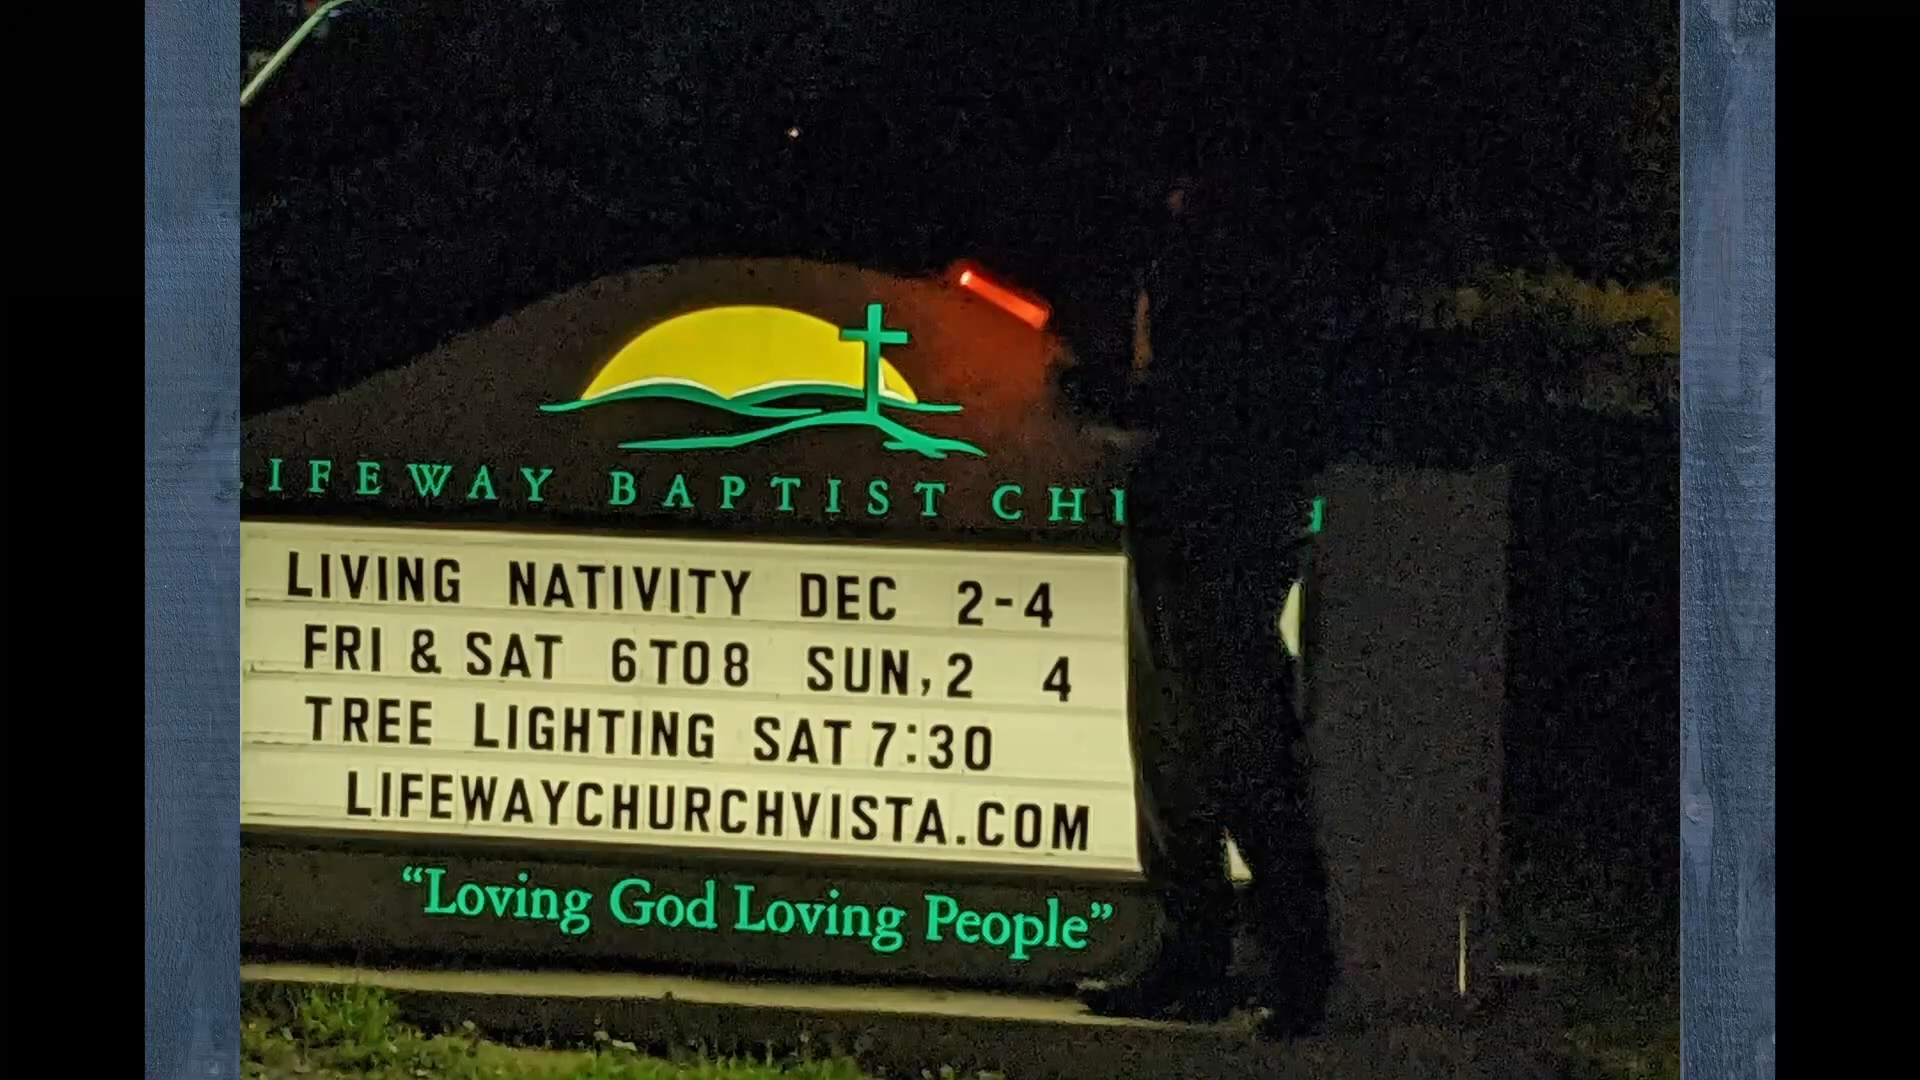 LIFEWAY BAPTIST CH
LIVING NATIVITY DEC 2-4
FRI & SAT 6TO8 SUN,2 4
TREE LIGHTING SAT 7:30
LIFEWAYCHURCHVISTA.COM
“Loving God Loving People”